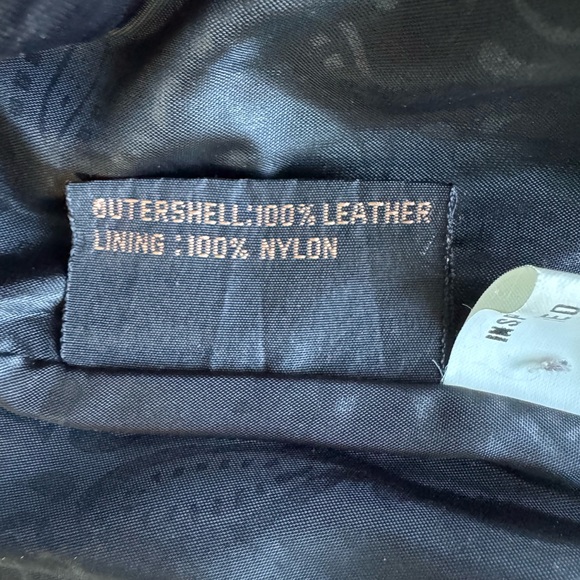 OUTERSHELL:100% LEATHER
LINING :100% NYLON